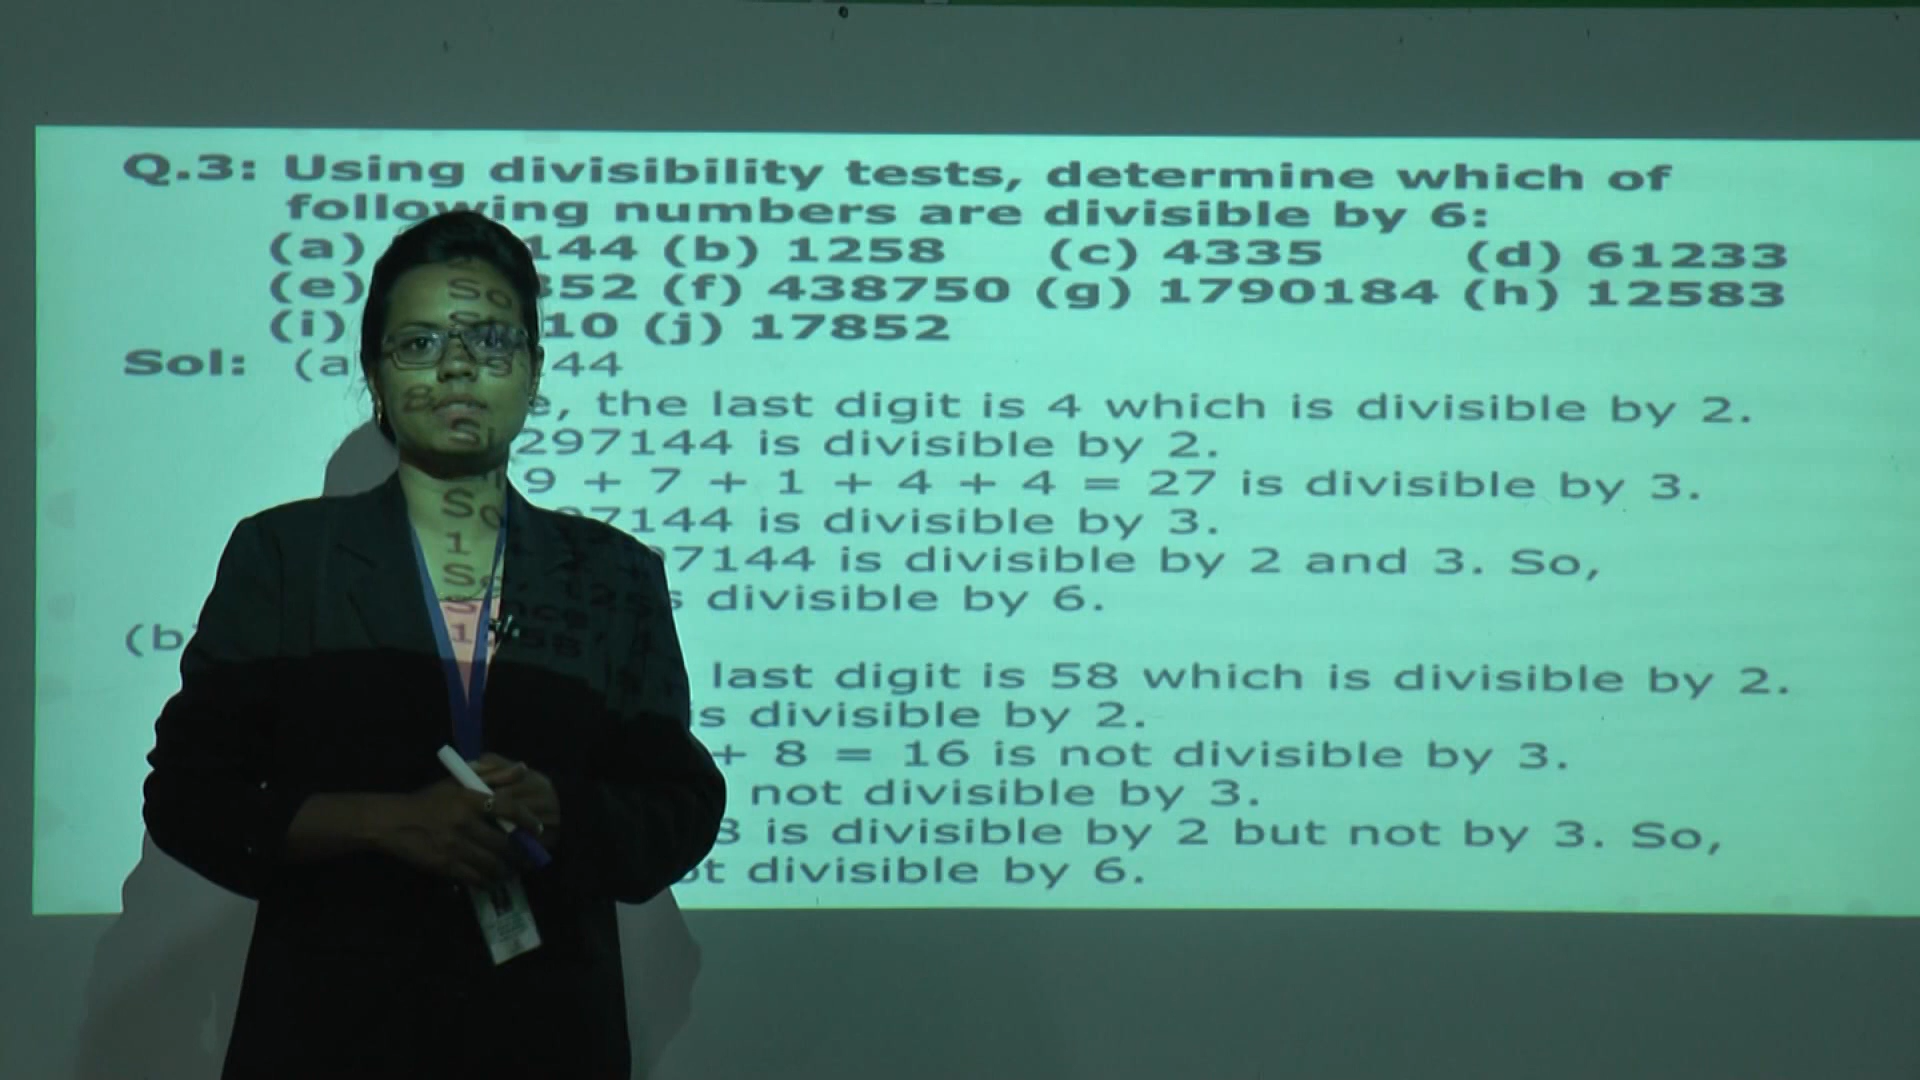 Q.3: Using divisibility tests, determine which of
following numbers are divisible by 6:
(a) 144 (b) 1258 (c) 4335 (d) 61233
(e) 352 (f) 438750 (g) 1790184 (h) 12583
(i) 10 (j) 17852
Sol: (a 44
the last digit is 4 which is divisible by 2.
297144 is divisible by 2.
9 + 7 + 1 + 4 + 4 = 27 is divisible by 3.
97144 is divisible by 3.
97144 is divisible by 2 and 3. So,
divisible by 6.
(b
last digit is 58 which is divisible by 2.
is divisible by 2.
+ 8 = 16 is not divisible by 3.
not divisible by 3.
8 is divisible by 2 but not by 3. So,
divisible by 6.